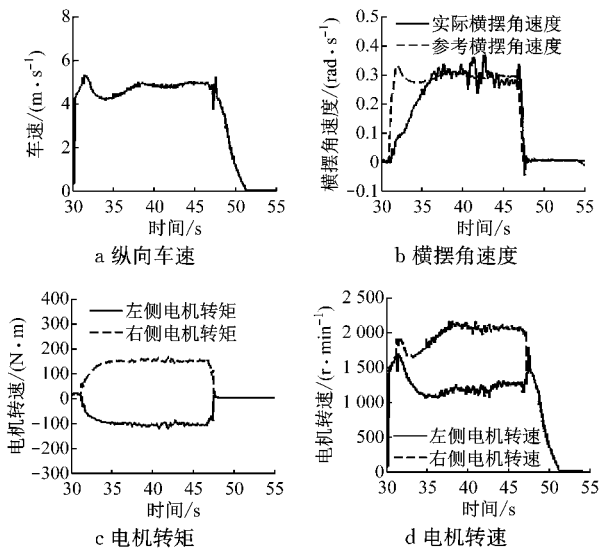 8
6
4
2
0
车速/(m·s⁻¹)
30 35 40 45 50 55
时间/s
a 纵向车速
0.5
0.4
0.3
0.2
0.1
0
-0.1
横摆角速度/(rad·s⁻¹)
实际横摆角速度
参考横摆角速度
30 35 40 45 50 55
时间/s
b 横摆角速度
400
300
200
100
0
-100
-200
-300
电机转速/(N·m)
左侧电机转矩
右侧电机转矩
30 35 40 45 50 55
时间/s
c 电机转矩
2 500
2 000
1 500
1 000
500
0
电机转速/(r·min⁻¹)
左侧电机转速
右侧电机转速
30 35 40 45 50 55
时间/s
d 电机转速